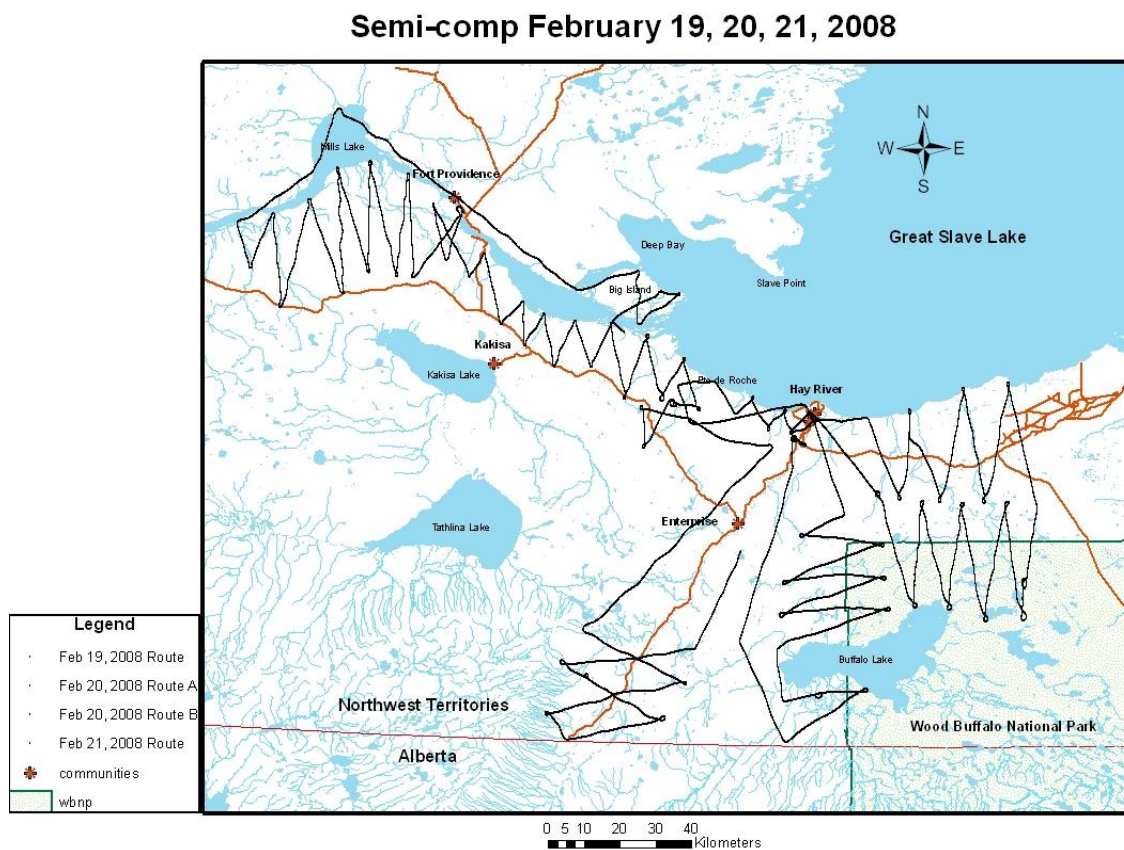 Semi-comp February 19, 20, 21, 2008
N
W E
S
Mills Lake
Fort Providence
Great Slave Lake
Deep Bay
Slave Point
Big Island
Kakisa
Kakisa Lake
Pte de Roche
Hay River
Tathlina Lake
Enterprise
Buffalo Lake
Northwest Territories
Wood Buffalo National Park
Alberta
Legend
Feb 19, 2008 Route
Feb 20, 2008 Route A
Feb 20, 2008 Route B
Feb 21, 2008 Route
communities
wbnp
0 5 10 20 30 40
Kilometers